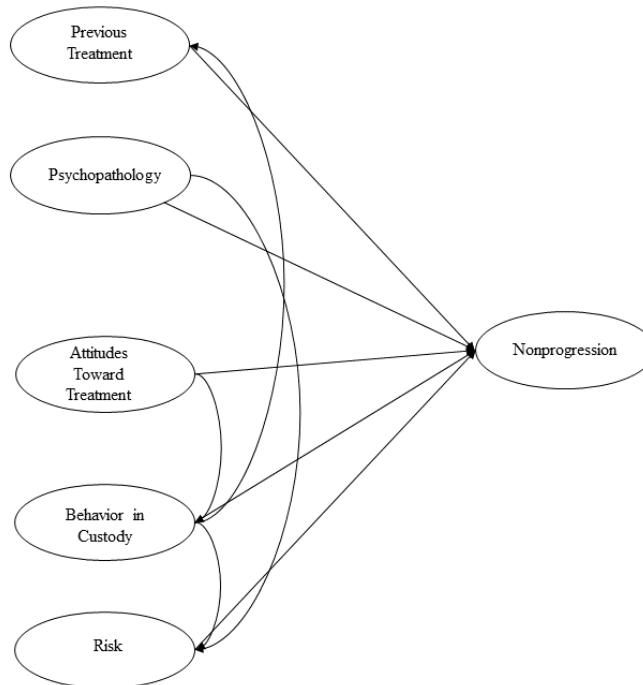 Previous
Treatment
Psychopathology
Attitudes
Toward
Treatment
Nonprogression
Behavior in
Custody
Risk